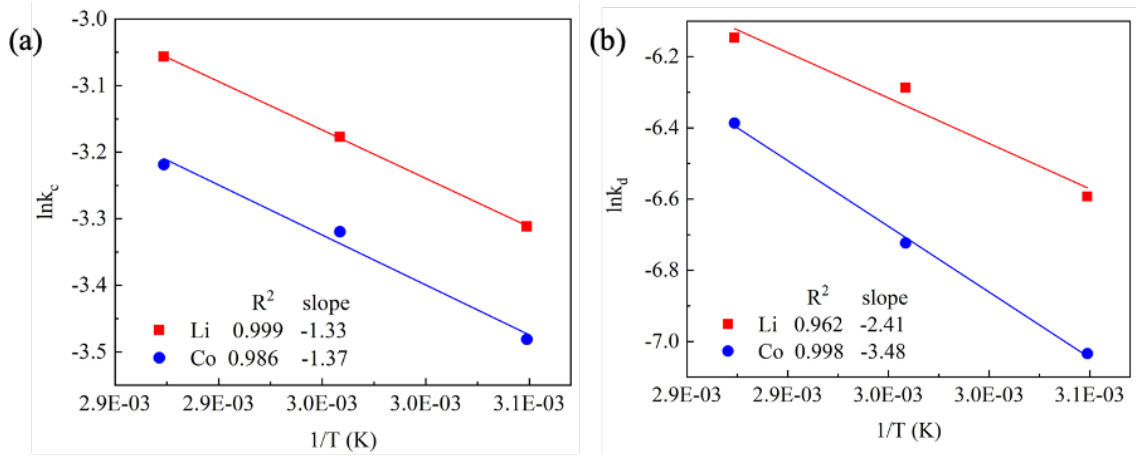 (a)
-3.0
-3.1
-3.2
-3.3
-3.4
-3.5
lnk_c
R² slope
Li 0.999 -1.33
Co 0.986 -1.37
2.9E-03 2.9E-03 3.0E-03 3.0E-03 3.1E-03
1/T (K)
(b)
-6.2
-6.4
-6.6
-6.8
-7.0
lnk_d
R² slope
Li 0.962 -2.41
Co 0.998 -3.48
2.9E-03 2.9E-03 3.0E-03 3.0E-03 3.1E-03
1/T (K)